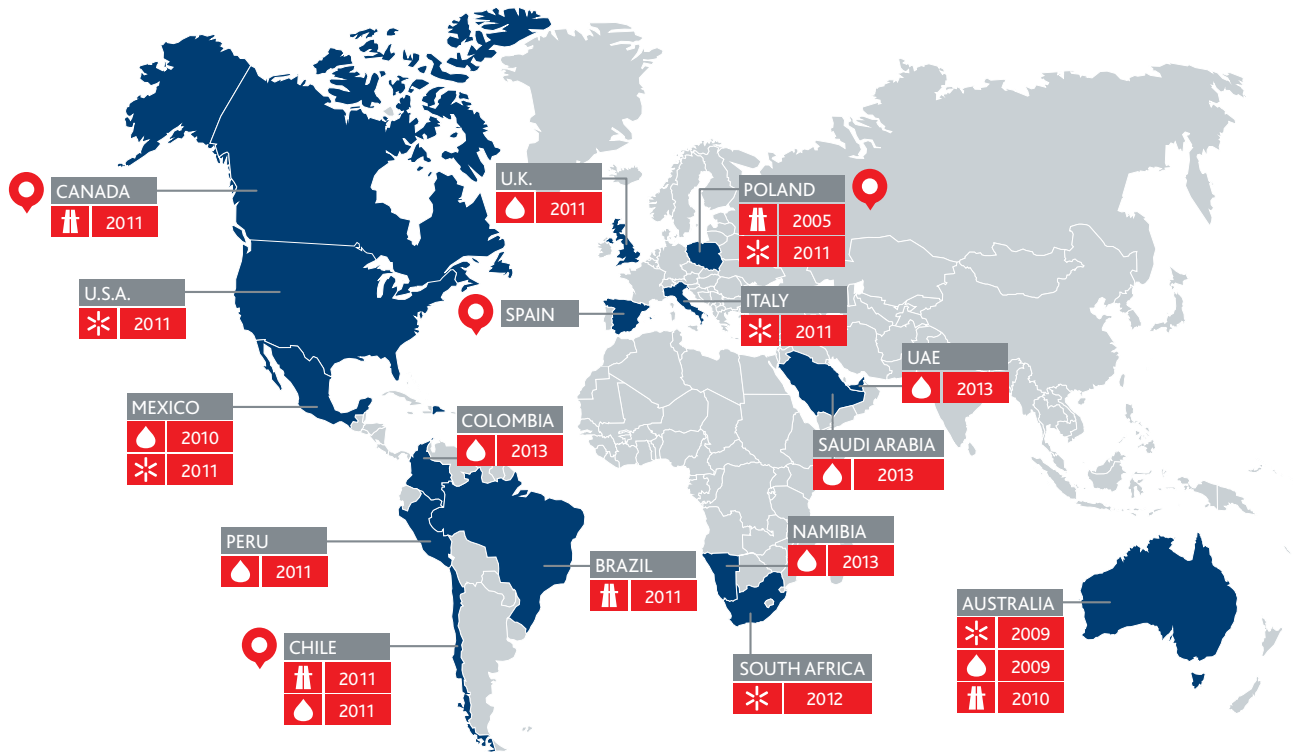 CANADA
2011
U.S.A.
2011
MEXICO
2010
2011
U.K.
2011
SPAIN
POLAND
2005
2011
ITALY
2011
UAE
2013
COLOMBIA
2013
SAUDI ARABIA
2013
PERU
2011
BRAZIL
2011
NAMIBIA
2013
CHILE
2011
2011
SOUTH AFRICA
2012
AUSTRALIA
2009
2009
2010